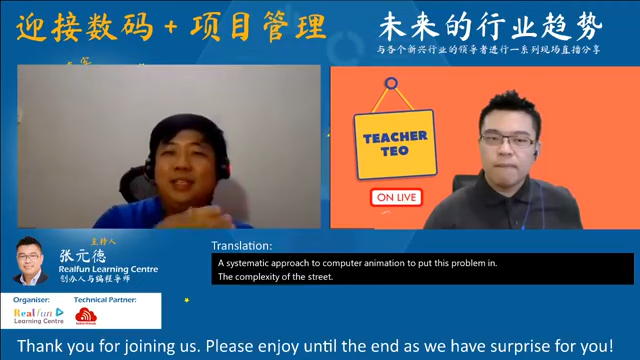 迎接数码 + 项目管理
未来的行业趋势
与各个新兴行业的领导者进行一系列现场直播分享
TEACHER
TEO
ON LIVE
主持人
张元德
Realfun Learning Centre
创办人与编程导师
Translation:
A systematic approach to computer animation to put this problem in.
The complexity of the street.
Organiser:
Technical Partner:
Realfun
Learning Centre
Thank you for joining us. Please enjoy until the end as we have surprise for you!